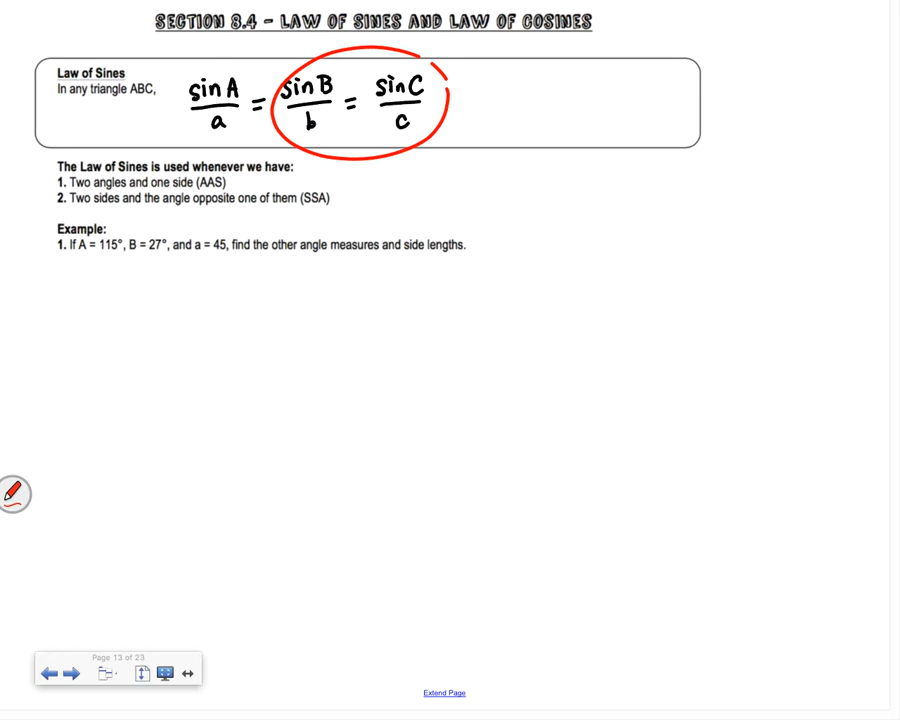 SECTION 8.4 - LAW OF SINES AND LAW OF COSINES
Law of Sines
In any triangle ABC,
sin A / a = sin B / b = sin C / c
The Law of Sines is used whenever we have:
1. Two angles and one side (AAS)
2. Two sides and the angle opposite one of them (SSA)
Example:
1. If A = 115°, B = 27°, and a = 45, find the other angle measures and side lengths.
Page 13 of 23
Extend Page